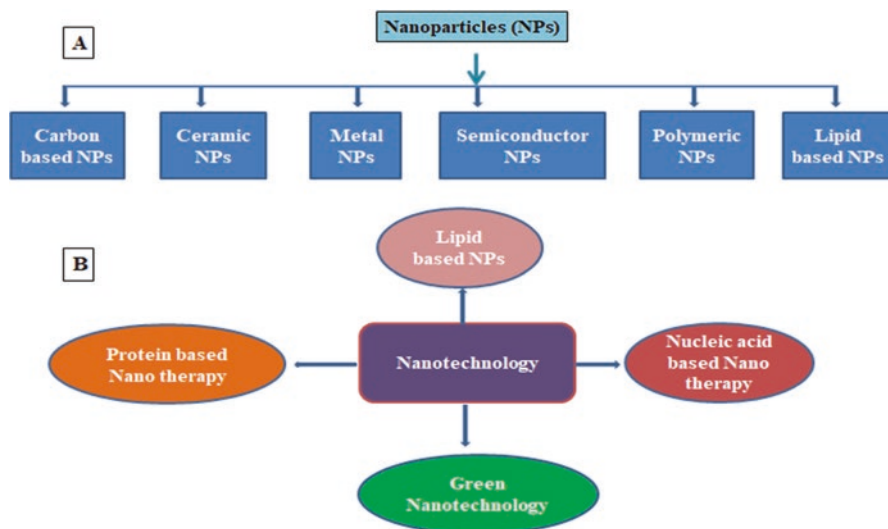 Nanoparticles (NPs)
A
Carbon
based NPs
Ceramic
NPs
Metal
NPs
Semiconductor
NPs
Polymeric
NPs
Lipid
based NPs
B
Lipid
based NPs
Protein based
Nano therapy
Nanotechnology
Nucleic acid
based Nano
therapy
Green
Nanotechnology